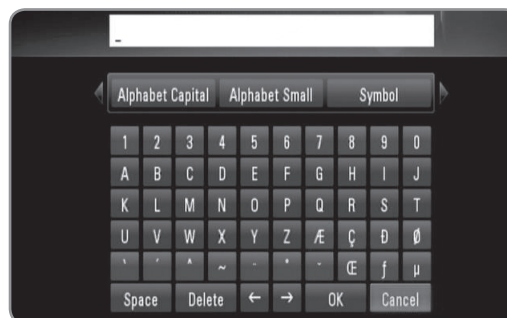 _
Alphabet Capital Alphabet Small Symbol
1 2 3 4 5 6 7 8 9 0
A B C D E F G H I J
K L M N O P Q R S T
U V W X Y Z Æ Ç Ð Ø
` ´ ^ ~ ¨ ° ˇ Œ ƒ µ
Space Delete ← → OK Cancel